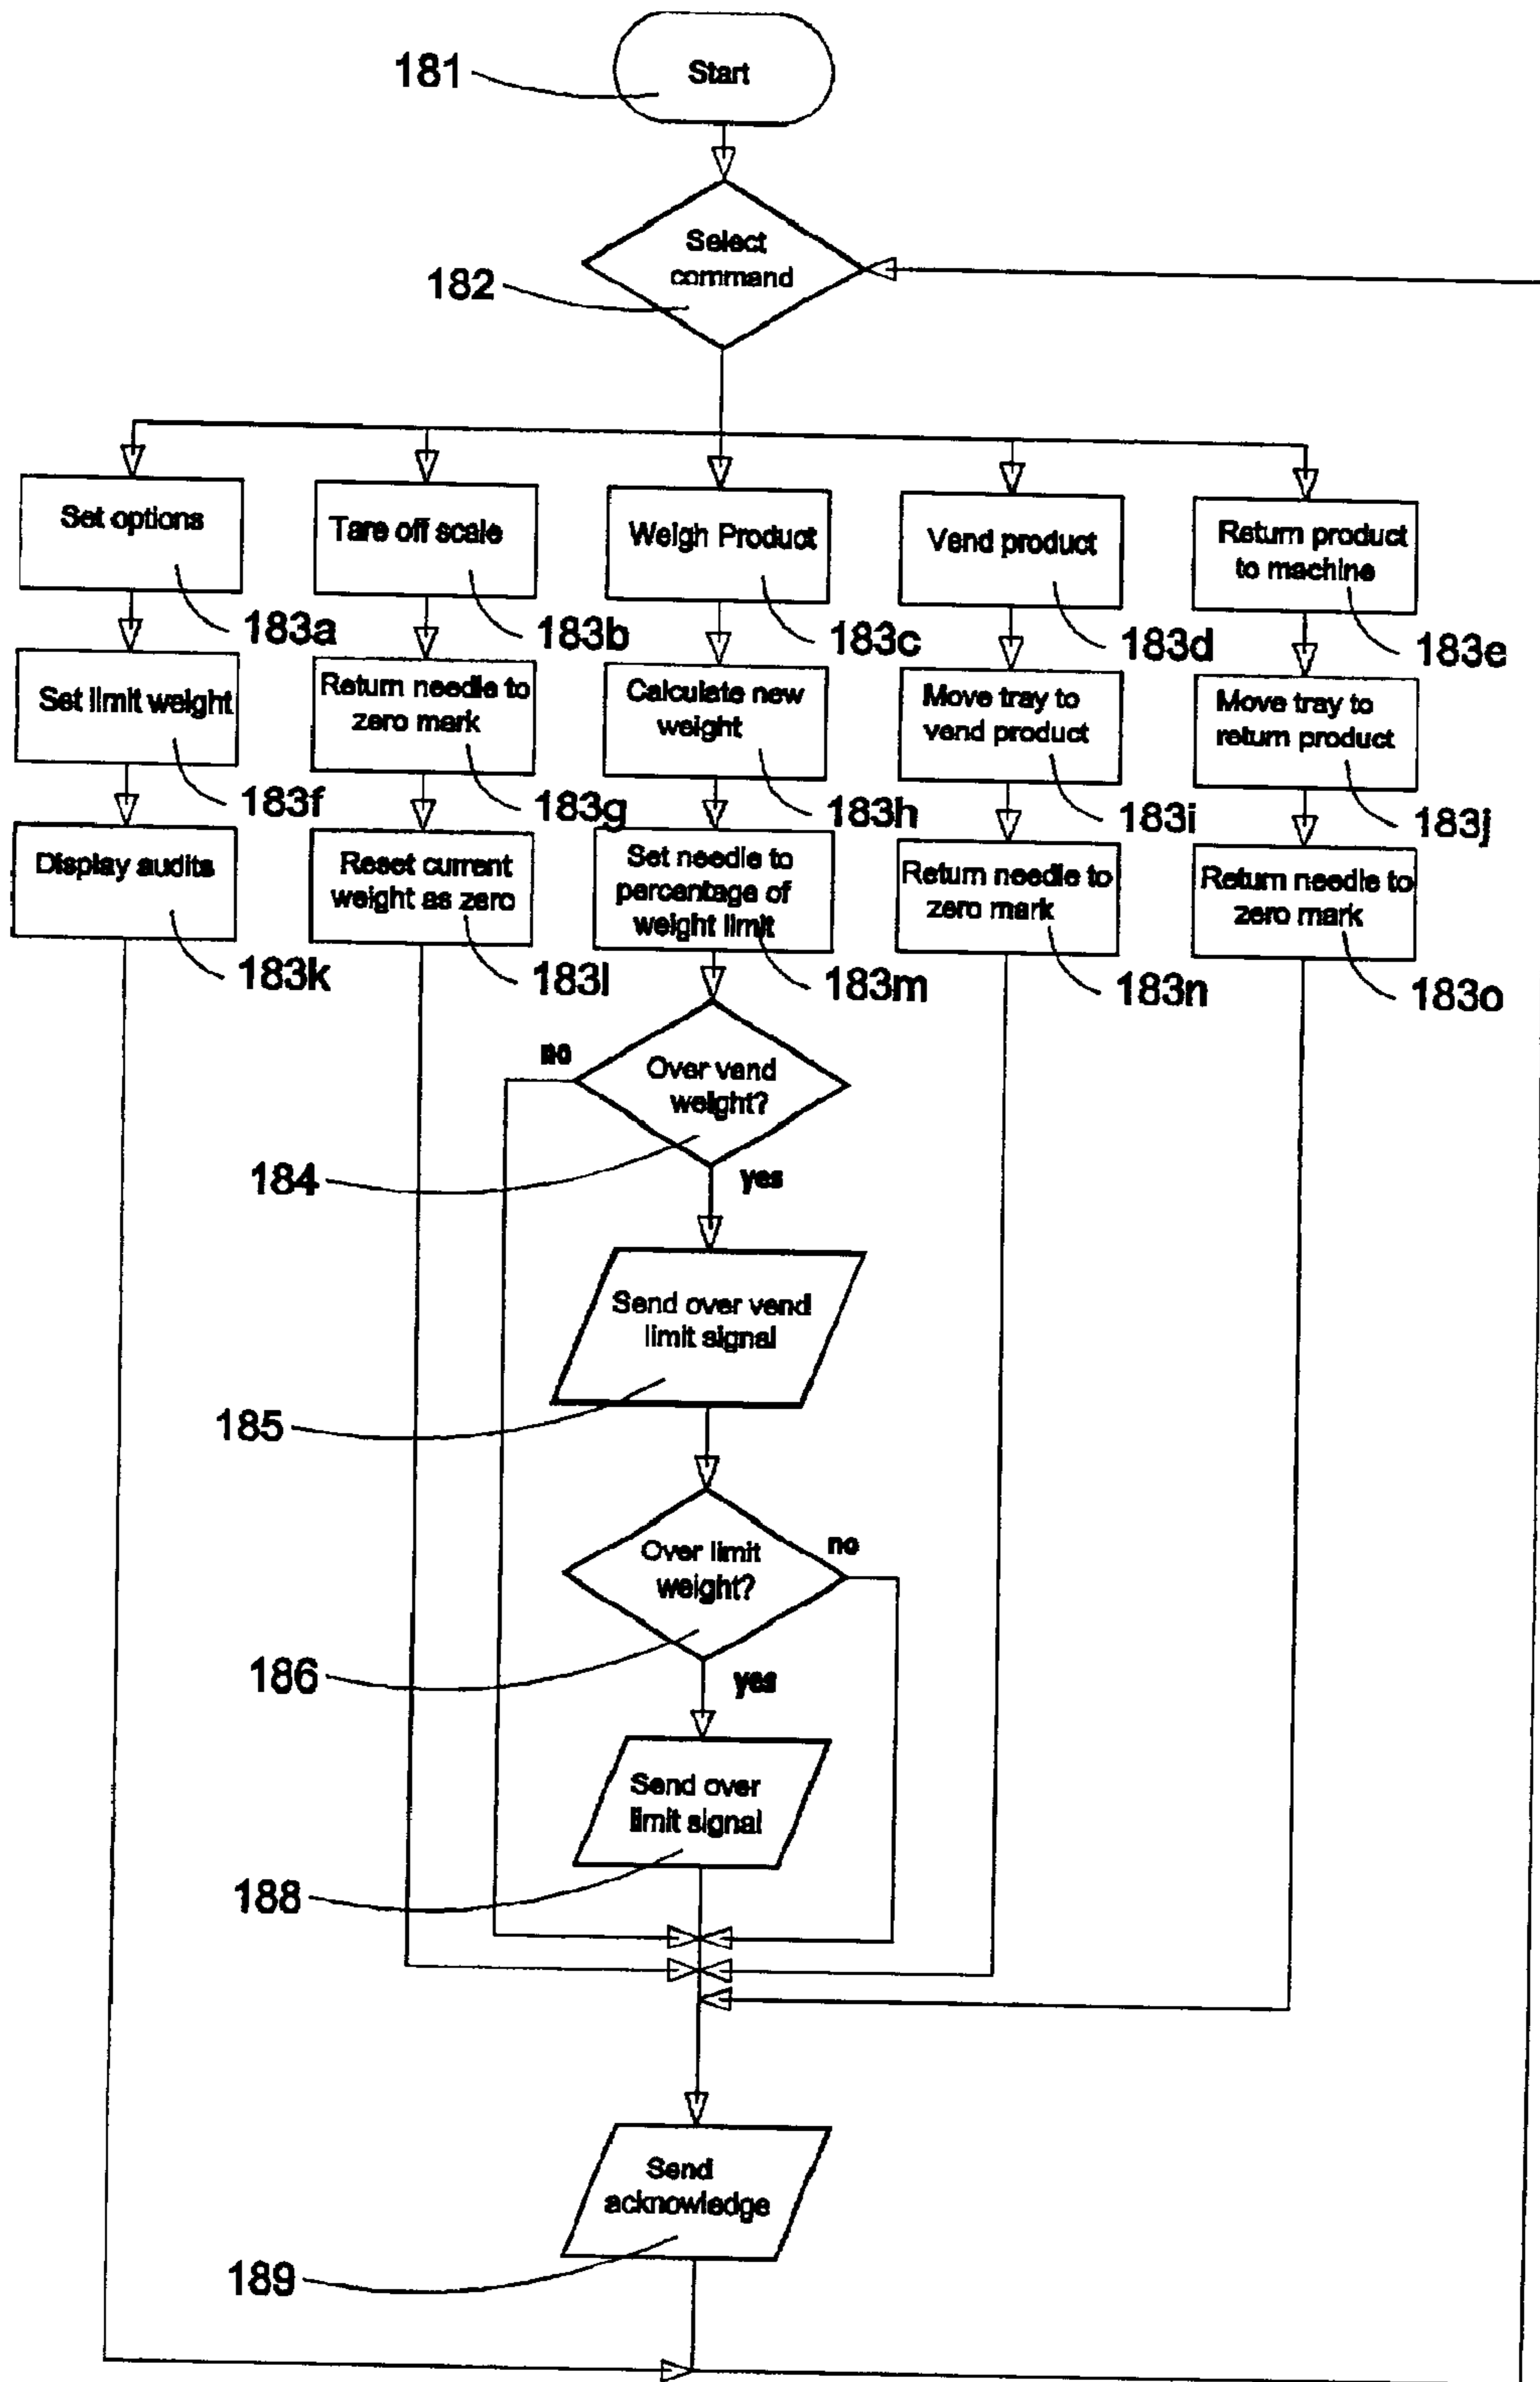 Start
181
Select
command
182
Set options
183a
Tare off scale
183b
Weigh Product
183c
Vend product
183d
Return product
to machine
183e
Set limit weight
183f
Return needle to
zero mark
183g
Calculate new
weight
183h
Move tray to
vend product
183i
Move tray to
return product
183j
Display audits
183k
Reset current
weight as zero
183l
Set needle to
percentage of
weight limit
183m
Return needle to
zero mark
183n
Return needle to
zero mark
183o
no
Over vend
weight?
184
yes
Send over vend
limit signal
185
Over limit
weight?
no
186
yes
Send over
limit signal
188
Send
acknowledge
189